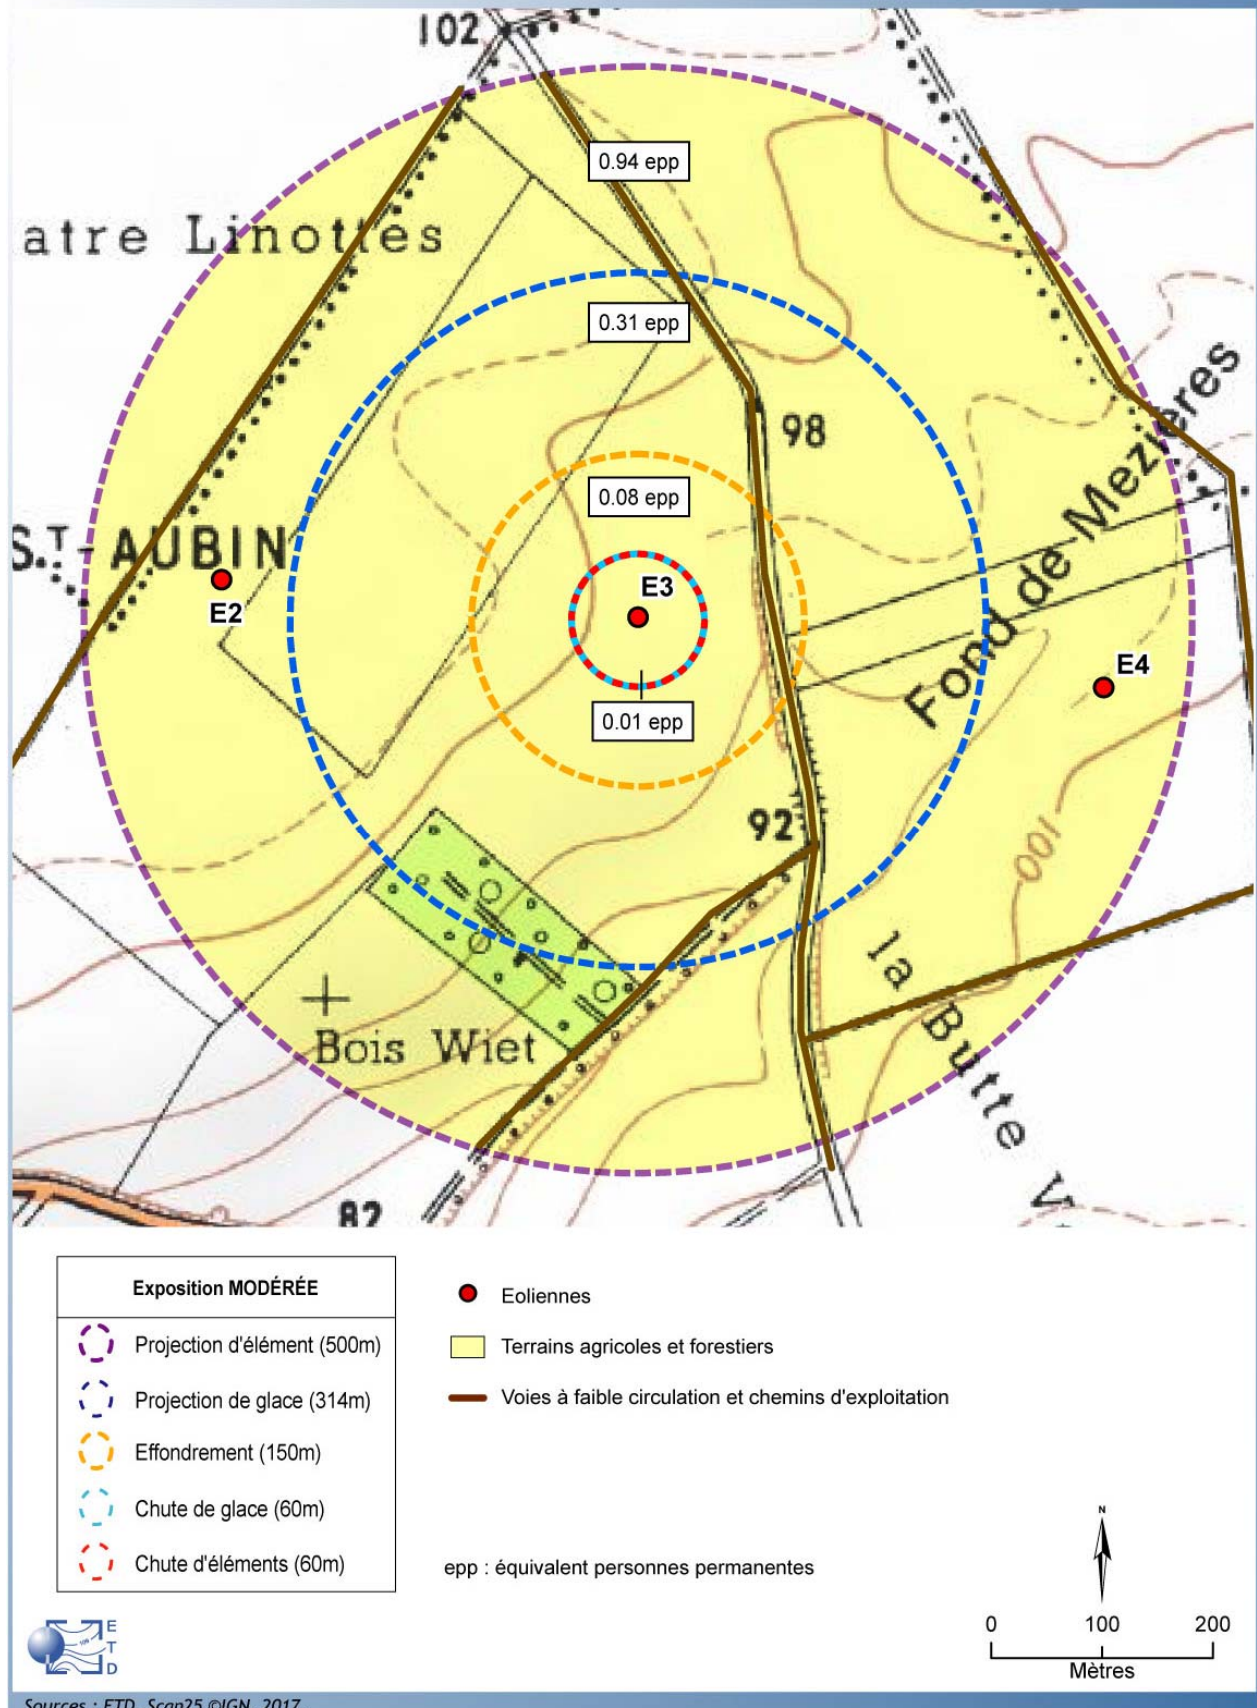 102
0.94 epp
atre Linottes
0.31 epp
98
Fond de Mezières
0.08 epp
S.T-AUBIN
E2
E3
E4
0.01 epp
92
100
la Butte V
Bois Wiet
82
Exposition MODÉRÉE
Projection d'élément (500m)
Projection de glace (314m)
Effondrement (150m)
Chute de glace (60m)
Chute d'éléments (60m)
Eoliennes
Terrains agricoles et forestiers
Voies à faible circulation et chemins d'exploitation
epp : équivalent personnes permanentes
N
0 100 200
Mètres
E
T
D
Sources : ETD, Scan25 ©IGN, 2017